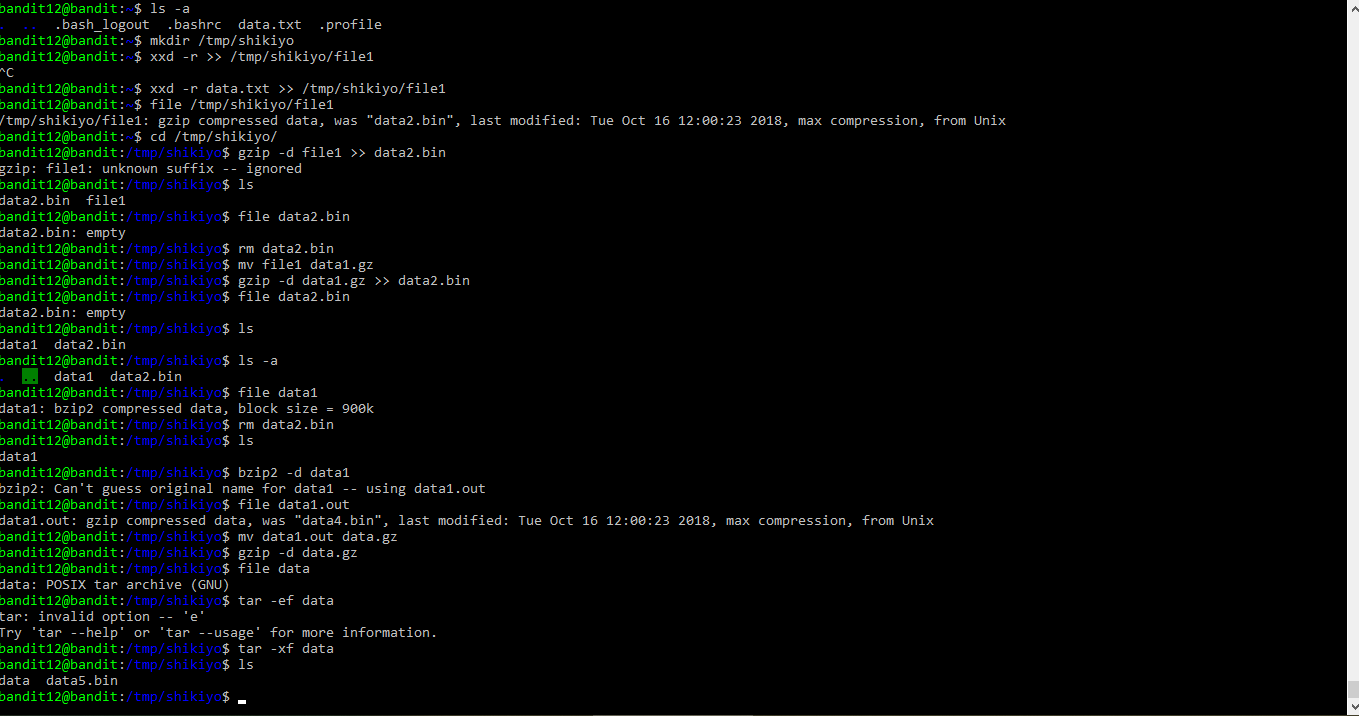 bandit12@bandit:~$ ls -a
.  ..  .bash_logout  .bashrc  data.txt  .profile
bandit12@bandit:~$ mkdir /tmp/shikiyo
bandit12@bandit:~$ xxd -r >> /tmp/shikiyo/file1
^C
bandit12@bandit:~$ xxd -r data.txt >> /tmp/shikiyo/file1
bandit12@bandit:~$ file /tmp/shikiyo/file1
/tmp/shikiyo/file1: gzip compressed data, was "data2.bin", last modified: Tue Oct 16 12:00:23 2018, max compression, from Unix
bandit12@bandit:~$ cd /tmp/shikiyo/
bandit12@bandit:/tmp/shikiyo$ gzip -d file1 >> data2.bin
gzip: file1: unknown suffix -- ignored
bandit12@bandit:/tmp/shikiyo$ ls
data2.bin  file1
bandit12@bandit:/tmp/shikiyo$ file data2.bin
data2.bin: empty
bandit12@bandit:/tmp/shikiyo$ rm data2.bin
bandit12@bandit:/tmp/shikiyo$ mv file1 data1.gz
bandit12@bandit:/tmp/shikiyo$ gzip -d data1.gz >> data2.bin
bandit12@bandit:/tmp/shikiyo$ file data2.bin
data2.bin: empty
bandit12@bandit:/tmp/shikiyo$ ls
data1  data2.bin
bandit12@bandit:/tmp/shikiyo$ ls -a
.  ..  data1  data2.bin
bandit12@bandit:/tmp/shikiyo$ file data1
data1: bzip2 compressed data, block size = 900k
bandit12@bandit:/tmp/shikiyo$ rm data2.bin
bandit12@bandit:/tmp/shikiyo$ ls
data1
bandit12@bandit:/tmp/shikiyo$ bzip2 -d data1
bzip2: Can't guess original name for data1 -- using data1.out
bandit12@bandit:/tmp/shikiyo$ file data1.out
data1.out: gzip compressed data, was "data4.bin", last modified: Tue Oct 16 12:00:23 2018, max compression, from Unix
bandit12@bandit:/tmp/shikiyo$ mv data1.out data.gz
bandit12@bandit:/tmp/shikiyo$ gzip -d data.gz
bandit12@bandit:/tmp/shikiyo$ file data
data: POSIX tar archive (GNU)
bandit12@bandit:/tmp/shikiyo$ tar -ef data
tar: invalid option -- 'e'
Try 'tar --help' or 'tar --usage' for more information.
bandit12@bandit:/tmp/shikiyo$ tar -xf data
bandit12@bandit:/tmp/shikiyo$ ls
data  data5.bin
bandit12@bandit:/tmp/shikiyo$